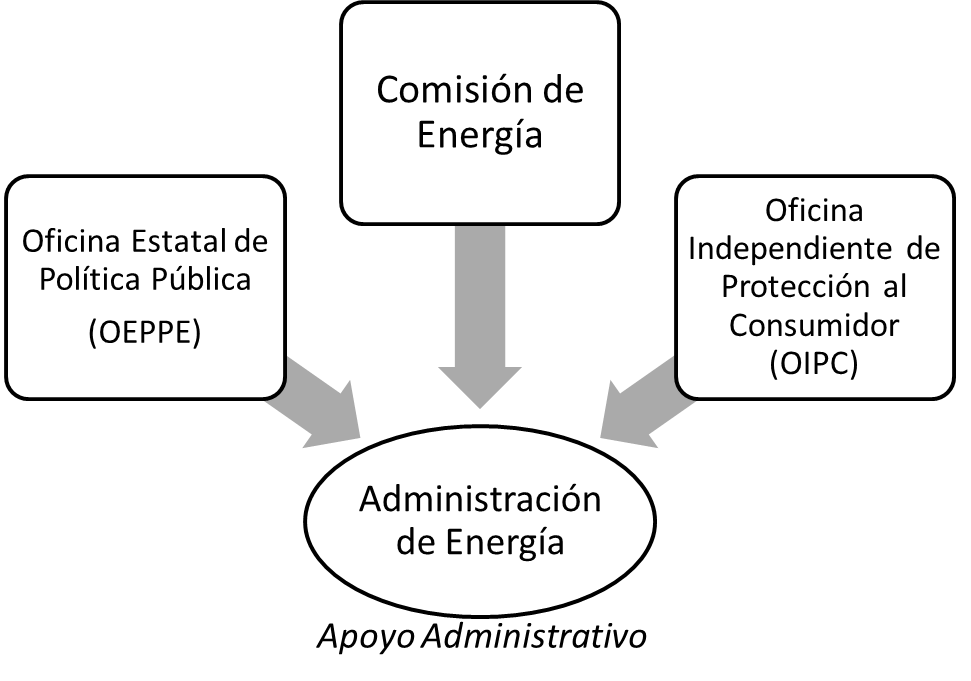 Comisión de
Energía
Oficina Estatal de
Política Pública
(OEPPE)
Oficina
Independiente de
Protección al
Consumidor
(OIPC)
Administración
de Energía
Apoyo Administrativo